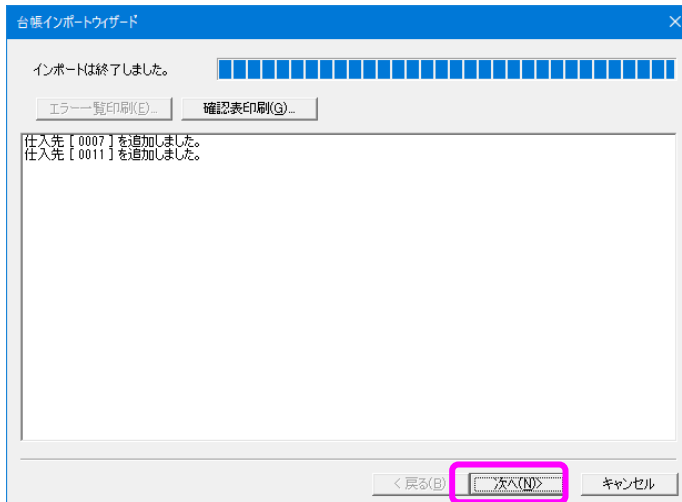 台帳インポートウィザード
インポートは終了しました。
エラー一覧印刷(E)...
確認表印刷(G)...
仕入先 [ 0007 ] を追加しました。
仕入先 [ 0011 ] を追加しました。
< 戻る(B)
次へ(N)>
キャンセル